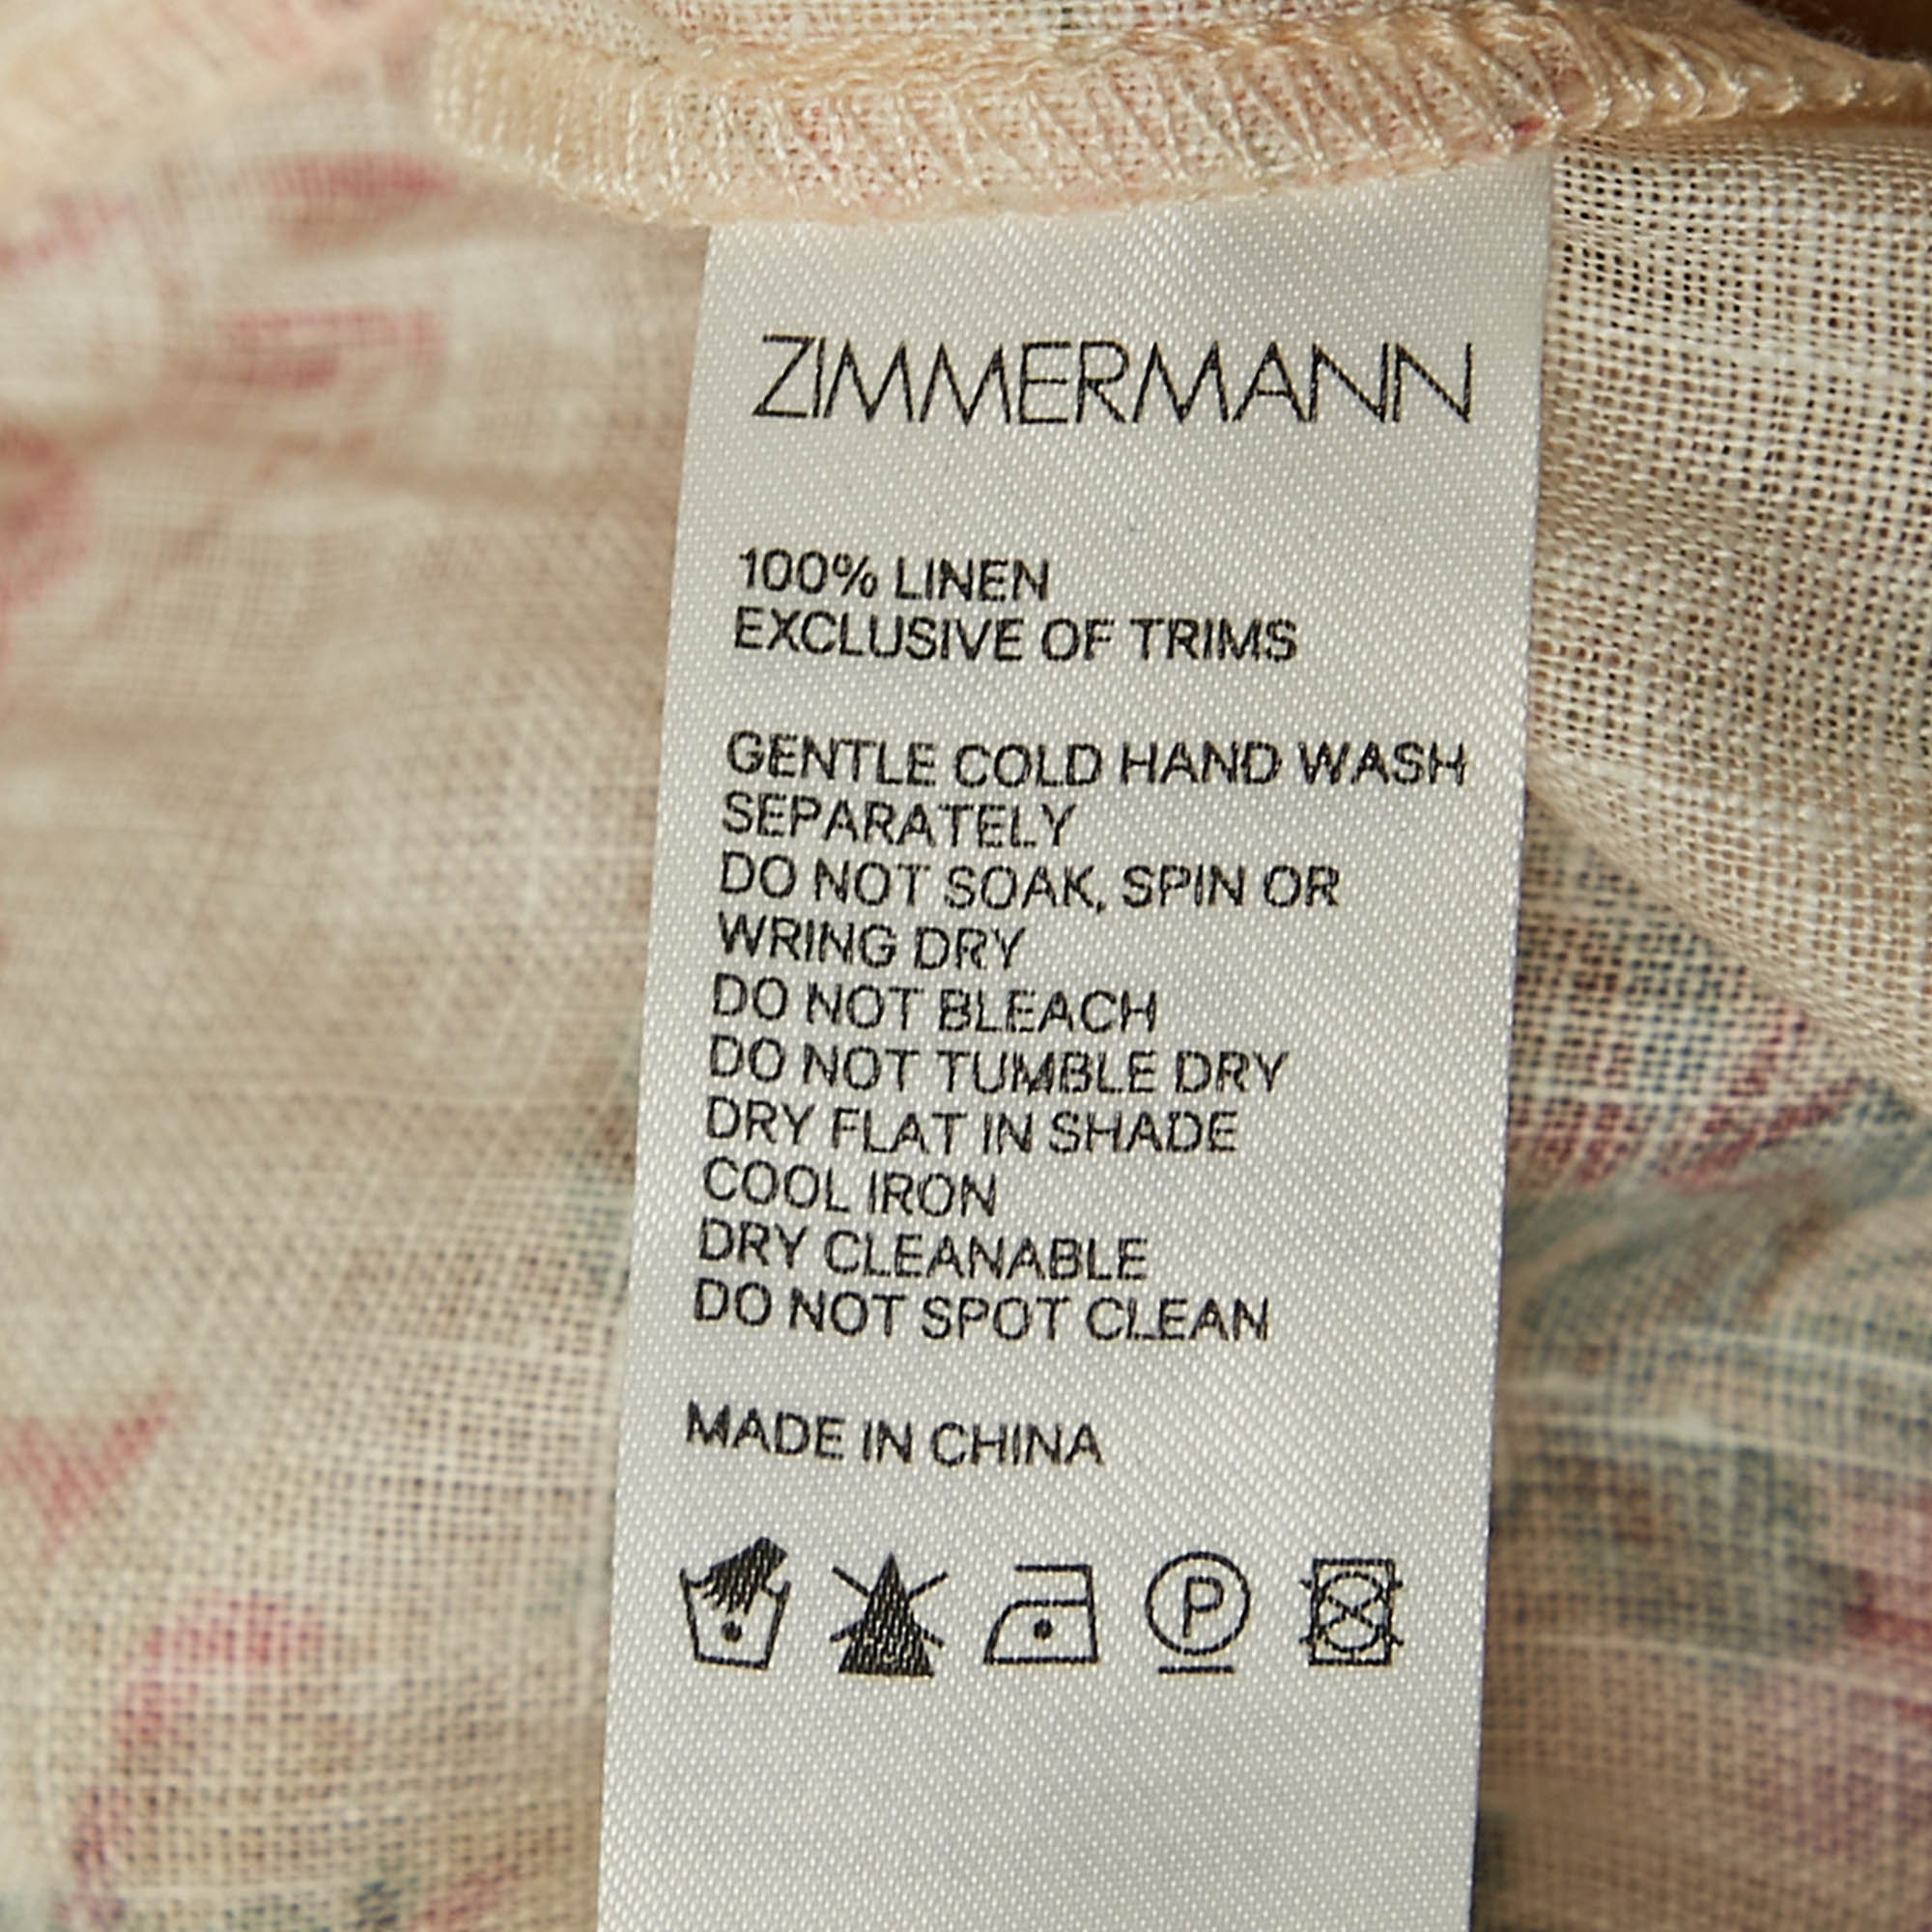 ZIMMERMANN
100% LINEN
EXCLUSIVE OF TRIMS
GENTLE COLD HAND WASH
SEPARATELY
DO NOT SOAK, SPIN OR
WRING DRY
DO NOT BLEACH
DO NOT TUMBLE DRY
DRY FLAT IN SHADE
COOL IRON
DRY CLEANABLE
DO NOT SPOT CLEAN
MADE IN CHINA
P